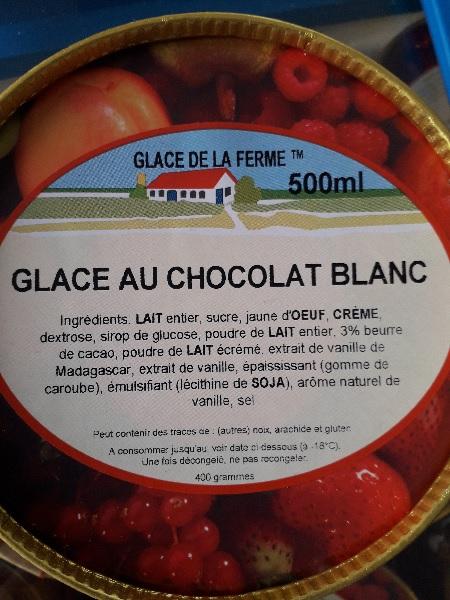 GLACE DE LA FERME ™
500ml
GLACE AU CHOCOLAT BLANC
Ingrédients. LAIT entier, sucre, jaune d'OEUF, CRÈME,
dextrose, sirop de glucose, poudre de LAIT entier, 3% beurre
de cacao, poudre de LAIT écrémé, extrait de vanille de
Madagascar, extrait de vanille, épaississant (gomme de
caroube), émulsifiant (lécithine de SOJA), arôme naturel de
vanille, sel
Peut contenir des traces de : (autres) noix, arachide et gluten
A consommer jusqu'au: voir date ci-dessous (à -18°C).
Une fois décongelé, ne pas recongeler.
400 grammes